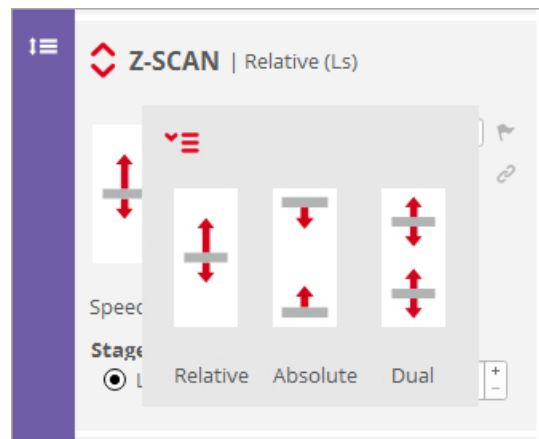 Z-SCAN | Relative (Ls)
Speed
Stage
L
Relative Absolute Dual